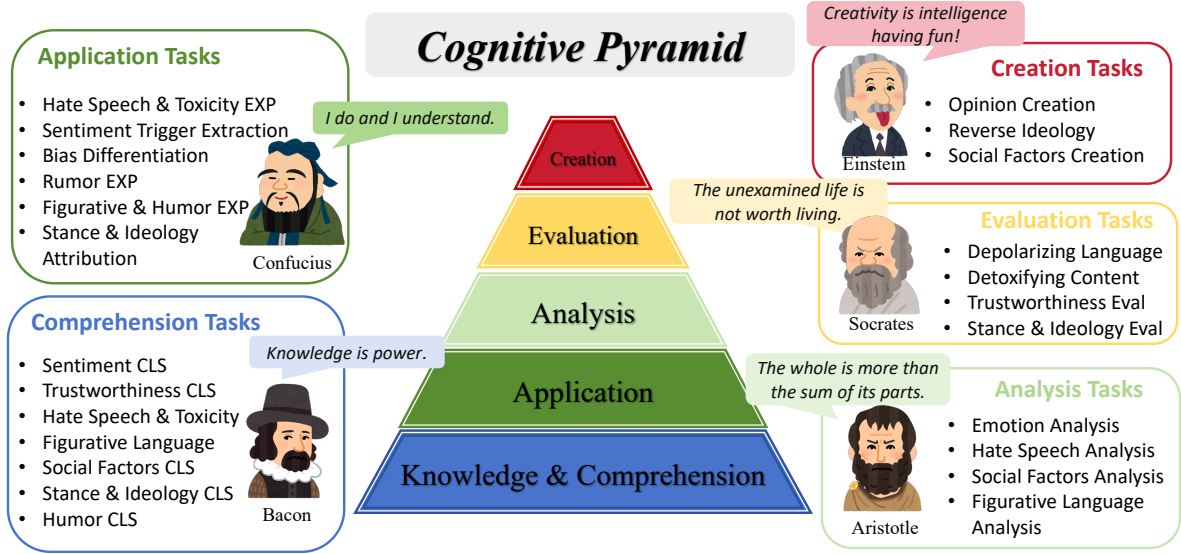 Cognitive Pyramid
Application Tasks
• Hate Speech & Toxicity EXP
• Sentiment Trigger Extraction
• Bias Differentiation
• Rumor EXP
• Figurative & Humor EXP
• Stance & Ideology
Attribution
I do and I understand.
Confucius
Comprehension Tasks
• Sentiment CLS
• Trustworthiness CLS
• Hate Speech & Toxicity
• Figurative Language
• Social Factors CLS
• Stance & Ideology CLS
• Humor CLS
Knowledge is power.
Bacon
Creation
Evaluation
Analysis
Application
Knowledge & Comprehension
Creativity is intelligence
having fun!
Creation Tasks
• Opinion Creation
• Reverse Ideology
• Social Factors Creation
Einstein
The unexamined life is
not worth living.
Evaluation Tasks
• Depolarizing Language
• Detoxifying Content
• Trustworthiness Eval
• Stance & Ideology Eval
Socrates
The whole is more than
the sum of its parts.
Analysis Tasks
• Emotion Analysis
• Hate Speech Analysis
• Social Factors Analysis
• Figurative Language
Analysis
Aristotle